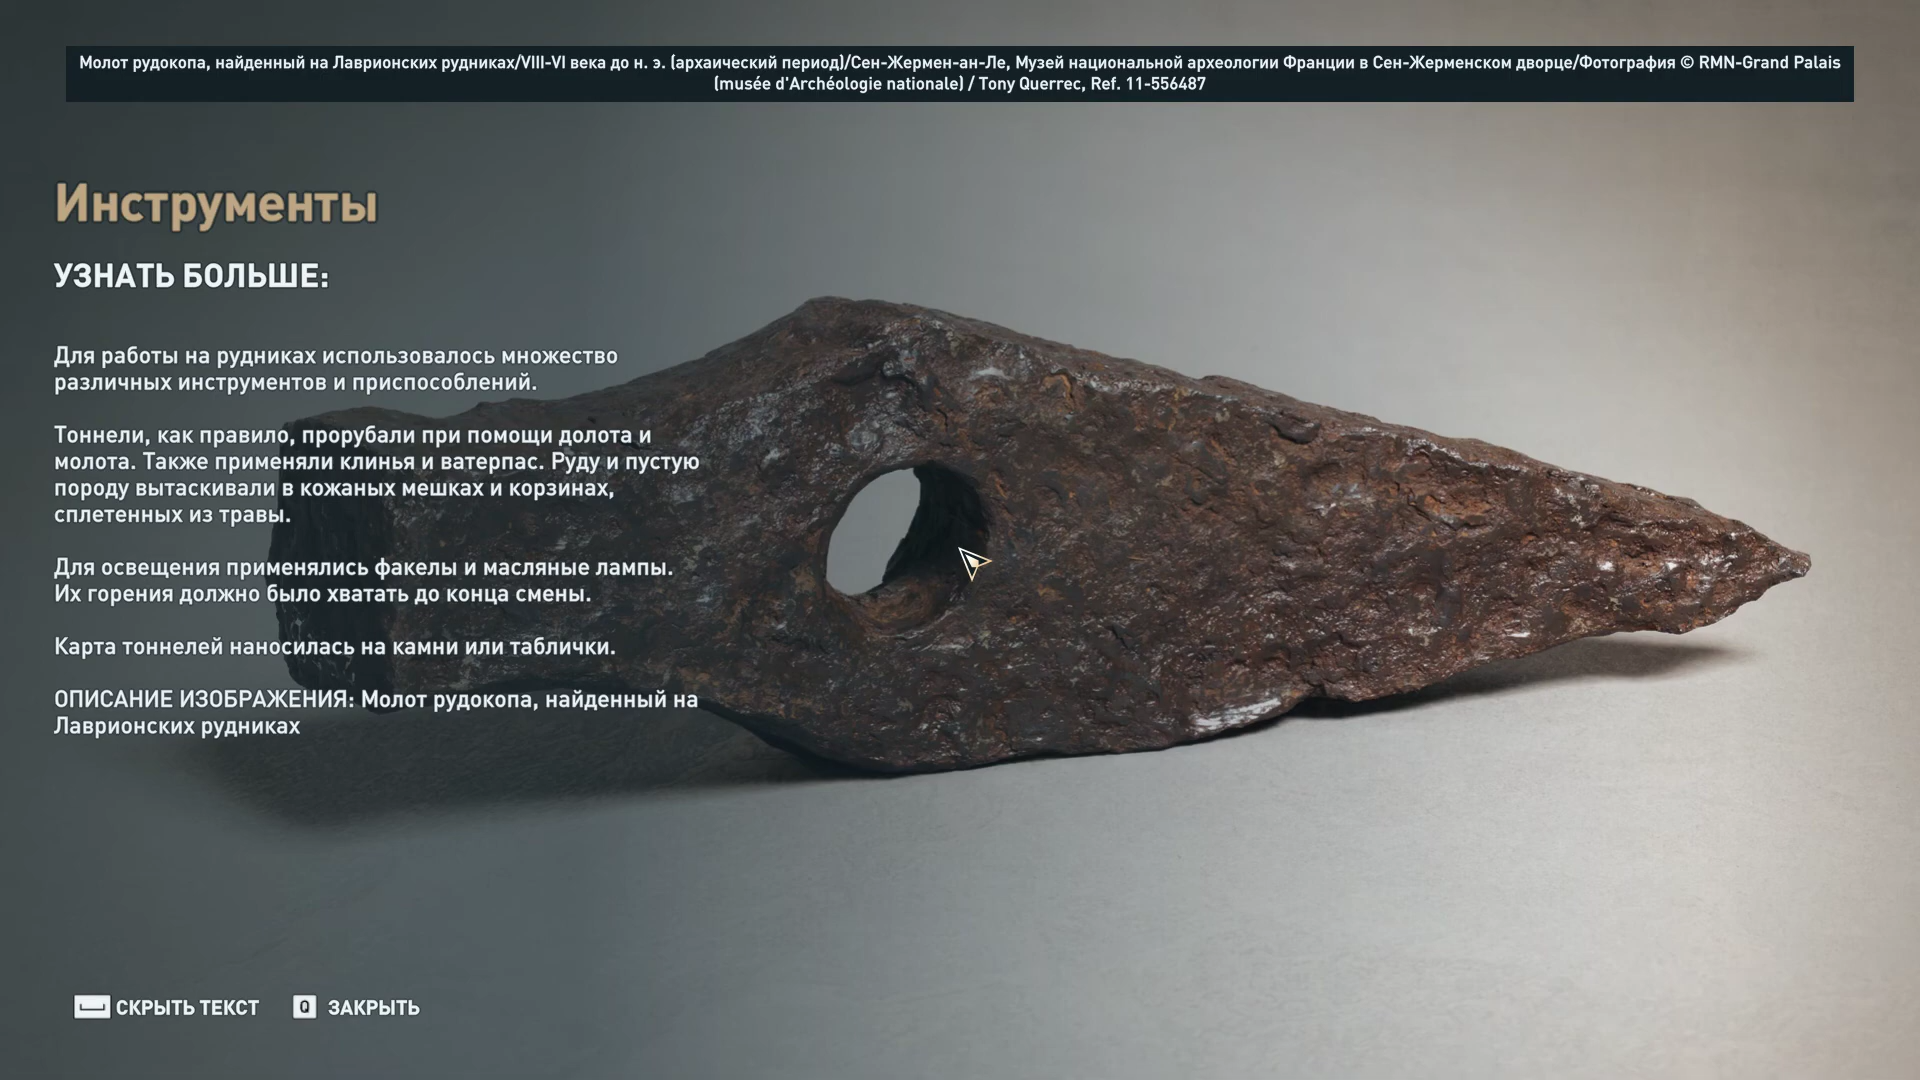 Молот рудокопа, найденный на Лаврионских рудниках/VIII-VI века до н. э. (архаический период)/Сен-Жермен-ан-Ле, Музей национальной археологии Франции в Сен-Жерменском дворце/Фотография © RMN-Grand Palais
(musée d'Archéologie nationale) / Tony Querrec, Ref. 11-556487
Инструменты
УЗНАТЬ БОЛЬШЕ:
Для работы на рудниках использовалось множество
различных инструментов и приспособлений.
Тоннели, как правило, прорубали при помощи долота и
молота. Также применяли клинья и ватерпас. Руду и пустую
породу вытаскивали в кожаных мешках и корзинах,
сплетенных из травы.
Для освещения применялись факелы и масляные лампы.
Их горения должно было хватать до конца смены.
Карта тоннелей наносилась на камни или таблички.
ОПИСАНИЕ ИЗОБРАЖЕНИЯ: Молот рудокопа, найденный на
Лаврионских рудниках
СКРЫТЬ ТЕКСТ Q ЗАКРЫТЬ